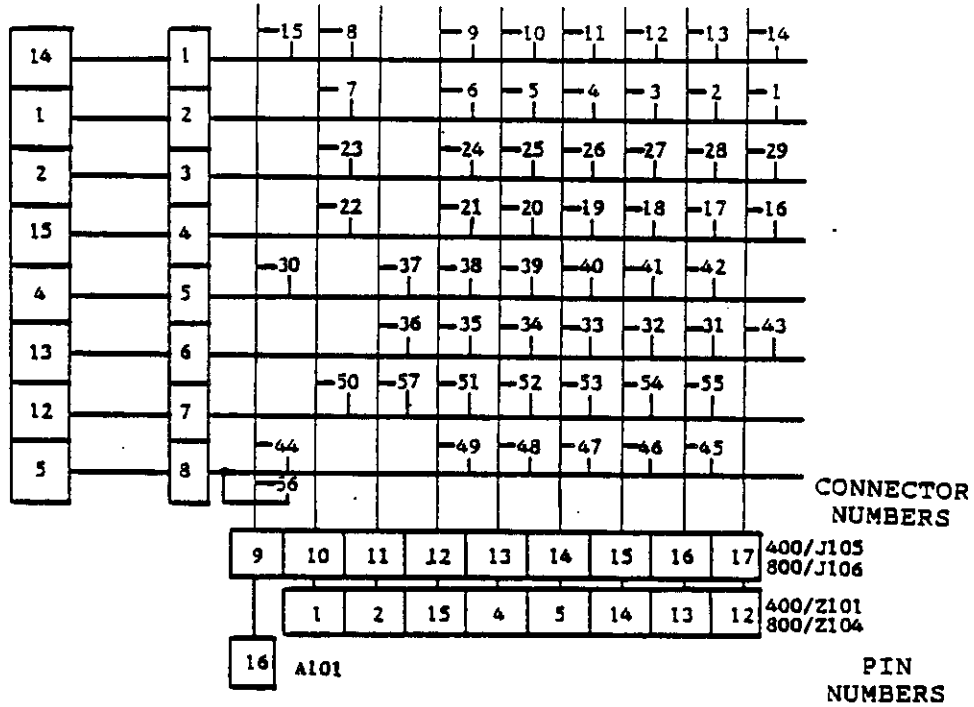 15 8 9 10 11 12 13 14
14 1
7 6 5 4 3 2 1
1 2
23 24 25 26 27 28 29
2 3
22 21 20 19 18 17 16
15 4
30 37 38 39 40 41 42
4 5
36 35 34 33 32 31 43
13 6
50 57 51 52 53 54 55
12 7
44 49 48 47 46 45
5 8
56
CONNECTOR
NUMBERS
9 10 11 12 13 14 15 16 17 400/J105
800/J106
1 2 15 4 5 14 13 12 400/Z101
800/Z104
16 A101
PIN
NUMBERS